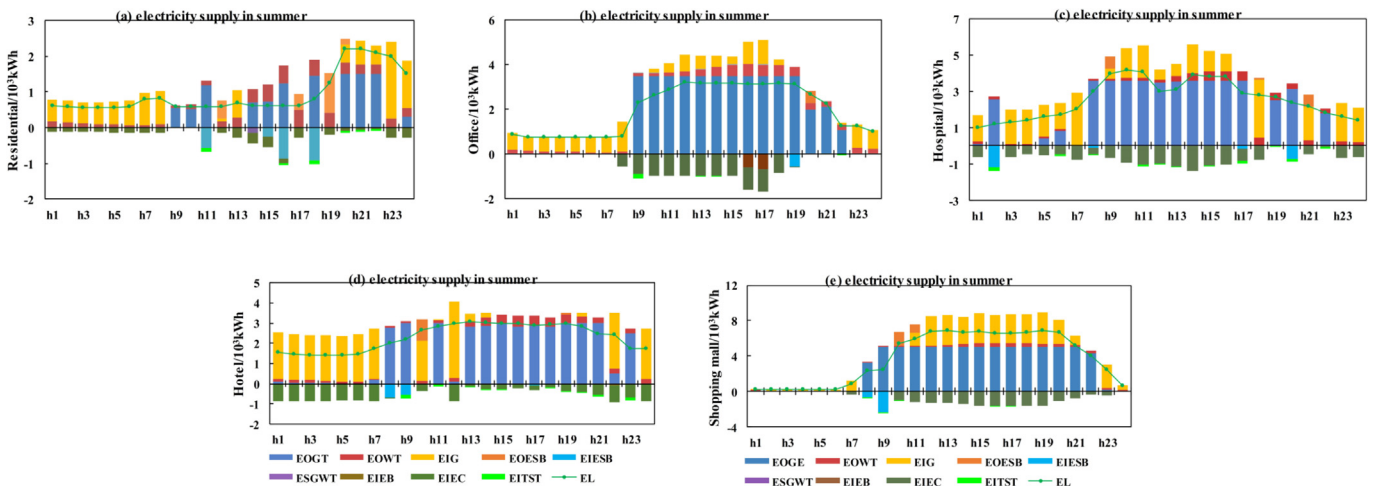 (a) electricity supply in summer
Residential/10³kWh
3
2
1
0
-1
-2
h1 h3 h5 h7 h9 h11 h13 h15 h17 h19 h21 h23
(b) electricity supply in summer
Office/10³kWh
6
4
2
0
-2
h1 h3 h5 h7 h9 h11 h13 h15 h17 h19 h21 h23
(c) electricity supply in summer
Hospital/10³kWh
7
5
3
1
-1
-3
h1 h3 h5 h7 h9 h11 h13 h15 h17 h19 h21 h23
(d) electricity supply in summer
Hotel/10³kWh
5
4
3
2
1
0
-1
-2
h1 h3 h5 h7 h9 h11 h13 h15 h17 h19 h21 h23
EOGT EOWT EIG EOESB EIESB
ESGWT EIEB EIEC EITST EL
(e) electricity supply in summer
Shopping mall/10³kWh
12
8
4
0
-4
h1 h3 h5 h7 h9 h11 h13 h15 h17 h19 h21 h23
EOGE EOWT EIG EOESB EIESB
ESGWT EIEB EIEC EITST EL